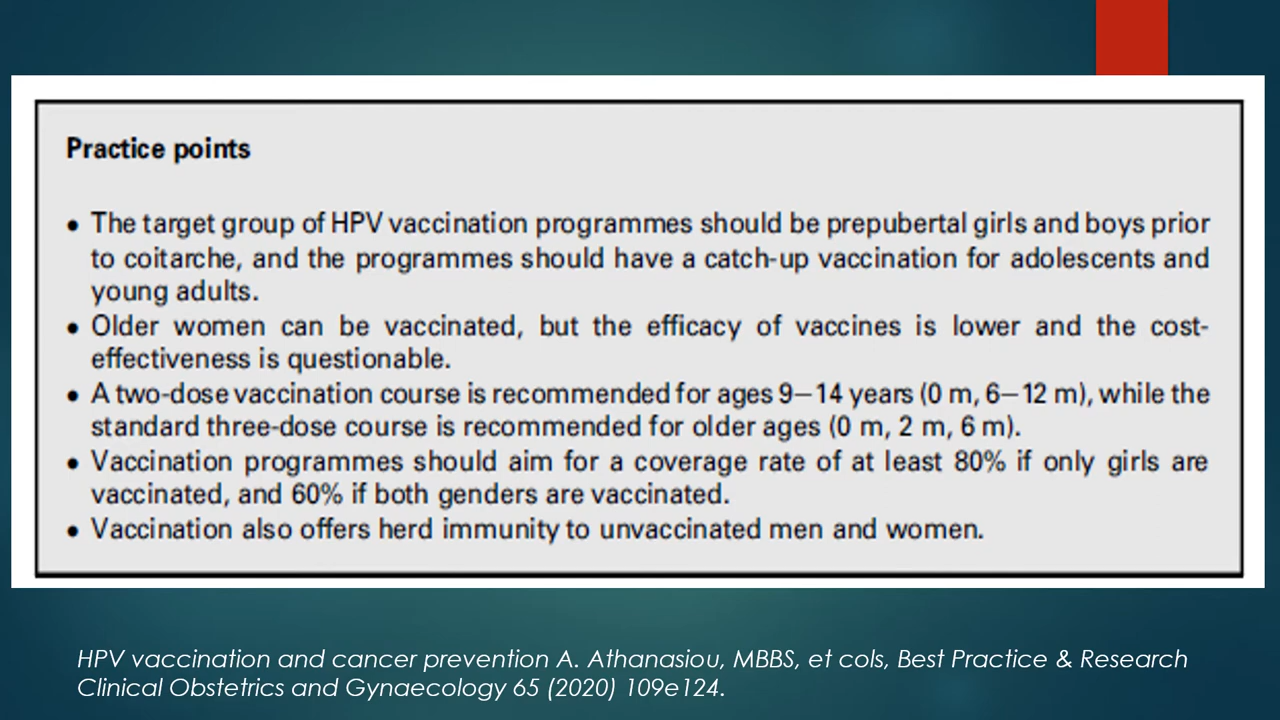 Practice points
• The target group of HPV vaccination programmes should be prepubertal girls and boys prior
to coitarche, and the programmes should have a catch-up vaccination for adolescents and
young adults.
• Older women can be vaccinated, but the efficacy of vaccines is lower and the cost-
effectiveness is questionable.
• A two-dose vaccination course is recommended for ages 9–14 years (0 m, 6–12 m), while the
standard three-dose course is recommended for older ages (0 m, 2 m, 6 m).
• Vaccination programmes should aim for a coverage rate of at least 80% if only girls are
vaccinated, and 60% if both genders are vaccinated.
• Vaccination also offers herd immunity to unvaccinated men and women.
HPV vaccination and cancer prevention A. Athanasiou, MBBS, et cols, Best Practice & Research
Clinical Obstetrics and Gynaecology 65 (2020) 109e124.